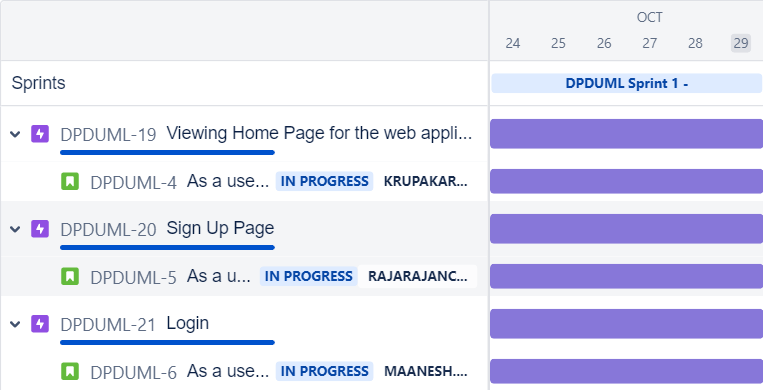 OCT
24 25 26 27 28 29
Sprints
DPDUML Sprint 1 -
DPDUML-19 Viewing Home Page for the web appli...
DPDUML-4 As a use... IN PROGRESS KRUPAKAR...
DPDUML-20 Sign Up Page
DPDUML-5 As a u... IN PROGRESS RAJARAJANC...
DPDUML-21 Login
DPDUML-6 As a use... IN PROGRESS MAANESH....